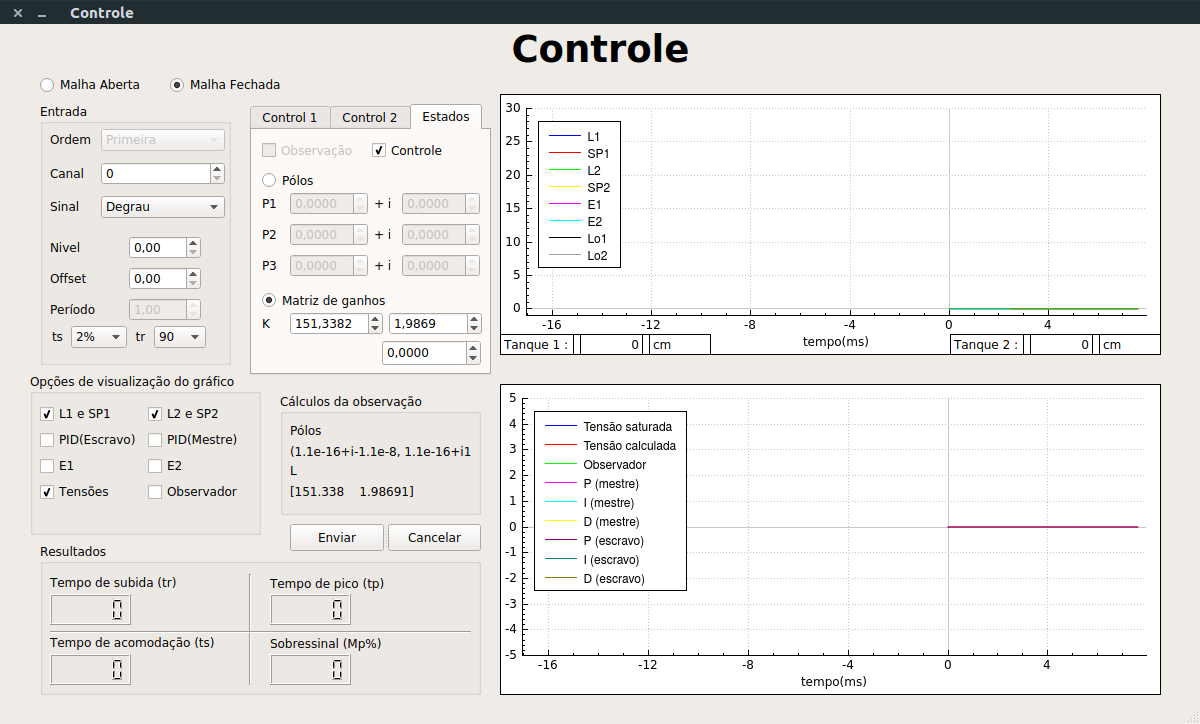 Controle
Controle
Malha Aberta Malha Fechada
Entrada
Ordem Primeira
Canal 0
Sinal Degrau
Nivel 0,00
Offset 0,00
Período 1,00
ts 2% tr 90
Control 1 Control 2 Estados
Observação Controle
Pólos
P1 0,0000 + i 0,0000
P2 0,0000 + i 0,0000
P3 0,0000 + i 0,0000
Matriz de ganhos
K 151,3382 1,9869
0,0000
Opções de visualização do gráfico
L1 e SP1 L2 e SP2
PID(Escravo) PID(Mestre)
E1 E2
Tensões Observador
Cálculos da observação
Pólos
(1.1e-16+i-1.1e-8, 1.1e-16+i1
L
[151.338 1.98691]
Enviar Cancelar
Resultados
Tempo de subida (tr) Tempo de pico (tp)
0 0
Tempo de acomodação (ts) Sobressinal (Mp%)
0 0
30
25
20
15
10
5
0
L1
SP1
L2
SP2
E1
E2
Lo1
Lo2
-16 -12 -8 -4 0 4
tempo(ms)
Tanque 1 : 0 cm Tanque 2 : 0 cm
5
4
3
2
1
0
-1
-2
-3
-4
-5
Tensão saturada
Tensão calculada
Observador
P (mestre)
I (mestre)
D (mestre)
P (escravo)
I (escravo)
D (escravo)
-16 -12 -8 -4 0 4
tempo(ms)